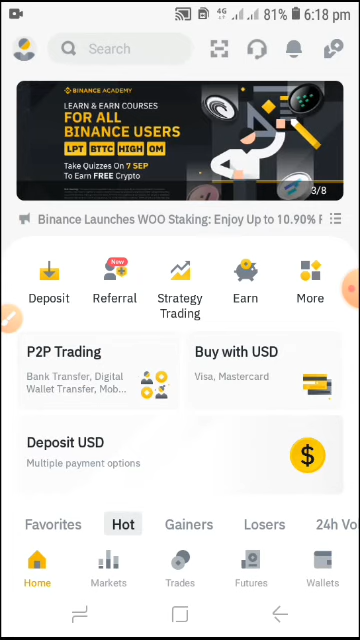 4G 81% 6:18 pm
Search
BINANCE ACADEMY
LEARN & EARN COURSES
FOR ALL
BINANCE USERS
LPT BTTC HIGH OM
Take Quizzes On 7 SEP
To Earn FREE Crypto
3/8
Binance Launches WOO Staking: Enjoy Up to 10.90% F
New
Deposit Referral Strategy Trading Earn More
P2P Trading
Bank Transfer, Digital
Wallet Transfer, Mob...
Buy with USD
Visa, Mastercard
Deposit USD
Multiple payment options
Favorites Hot Gainers Losers 24h Vo
Home Markets Trades Futures Wallets